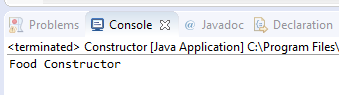 Problems Console Javadoc Declaration
<terminated> Constructor [Java Application] C:\Program Files\
Food Constructor